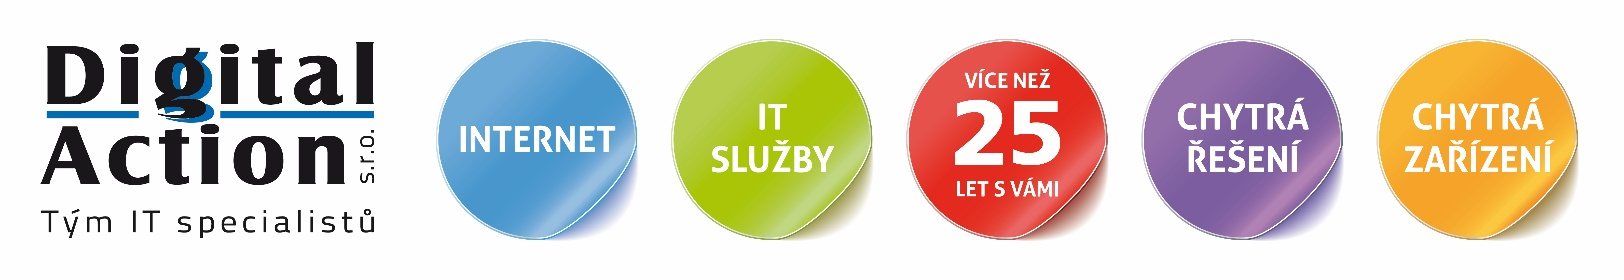 Digital
Action
s.r.o.
Tým IT specialistů
INTERNET
IT
SLUŽBY
VÍCE NEŽ
25
LET S VÁMI
CHYTRÁ
ŘEŠENÍ
CHYTRÁ
ZAŘÍZENÍ